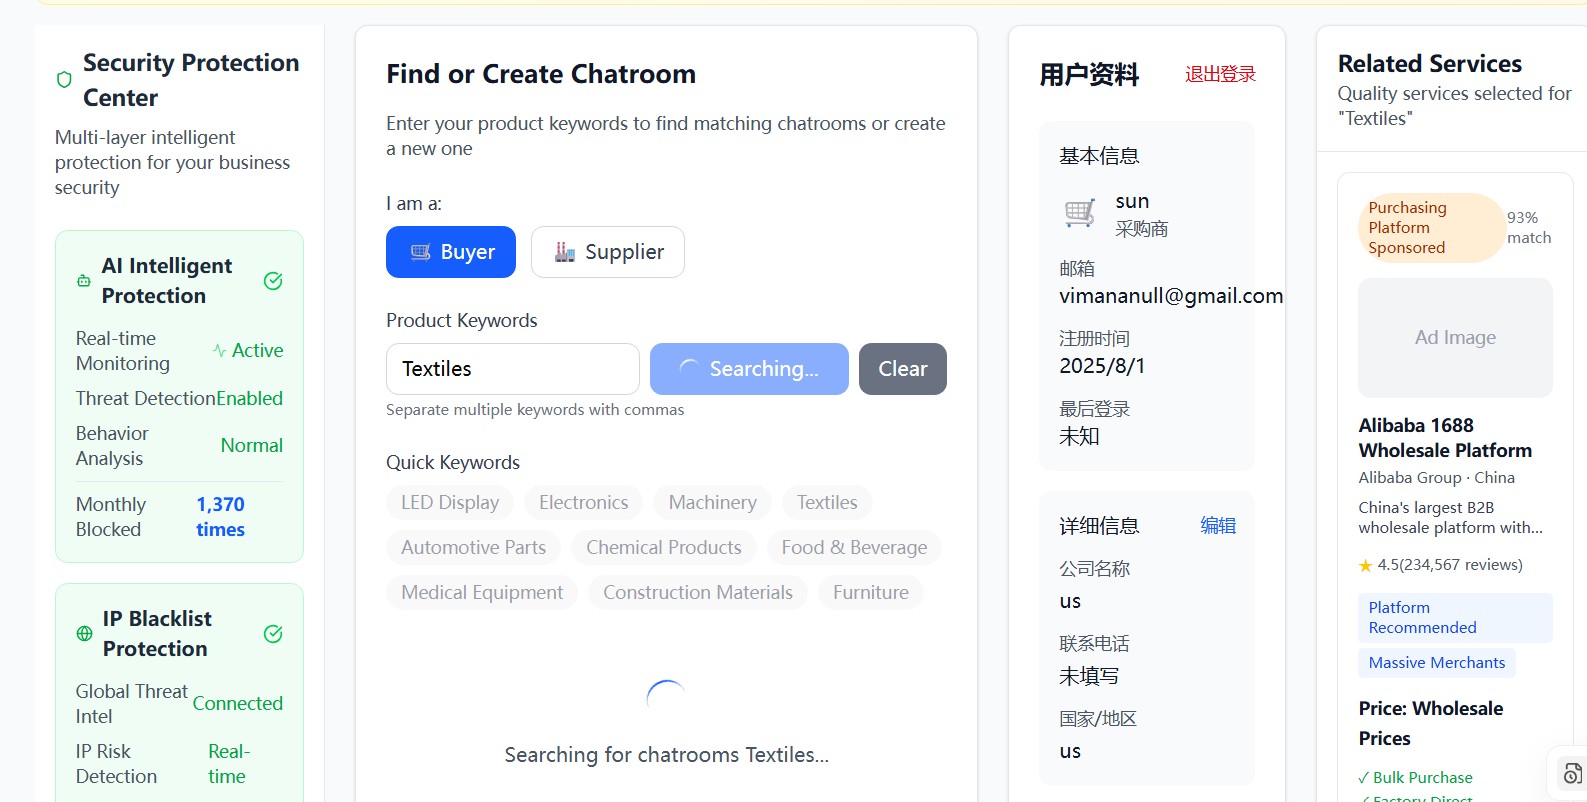 Security Protection
Center
Multi-layer intelligent
protection for your business
security
AI Intelligent
Protection
Real-time
Monitoring
Active
Threat Detection Enabled
Behavior
Analysis
Normal
Monthly
Blocked
1,370
times
IP Blacklist
Protection
Global Threat
Intel
Connected
IP Risk
Detection
Real-
time
Find or Create Chatroom
Enter your product keywords to find matching chatrooms or create
a new one
I am a:
Buyer
Supplier
Product Keywords
Textiles
Searching...
Clear
Separate multiple keywords with commas
Quick Keywords
LED Display
Electronics
Machinery
Textiles
Automotive Parts
Chemical Products
Food & Beverage
Medical Equipment
Construction Materials
Furniture
Searching for chatrooms Textiles...
用户资料
退出登录
基本信息
sun
采购商
邮箱
vimananull@gmail.com
注册时间
2025/8/1
最后登录
未知
详细信息
编辑
公司名称
us
联系电话
未填写
国家/地区
us
Related Services
Quality services selected for
"Textiles"
Purchasing
Platform
Sponsored
93%
match
Ad Image
Alibaba 1688
Wholesale Platform
Alibaba Group · China
China's largest B2B
wholesale platform with...
★ 4.5(234,567 reviews)
Platform
Recommended
Massive Merchants
Price: Wholesale
Prices
✓ Bulk Purchase
✓ Factory Direct